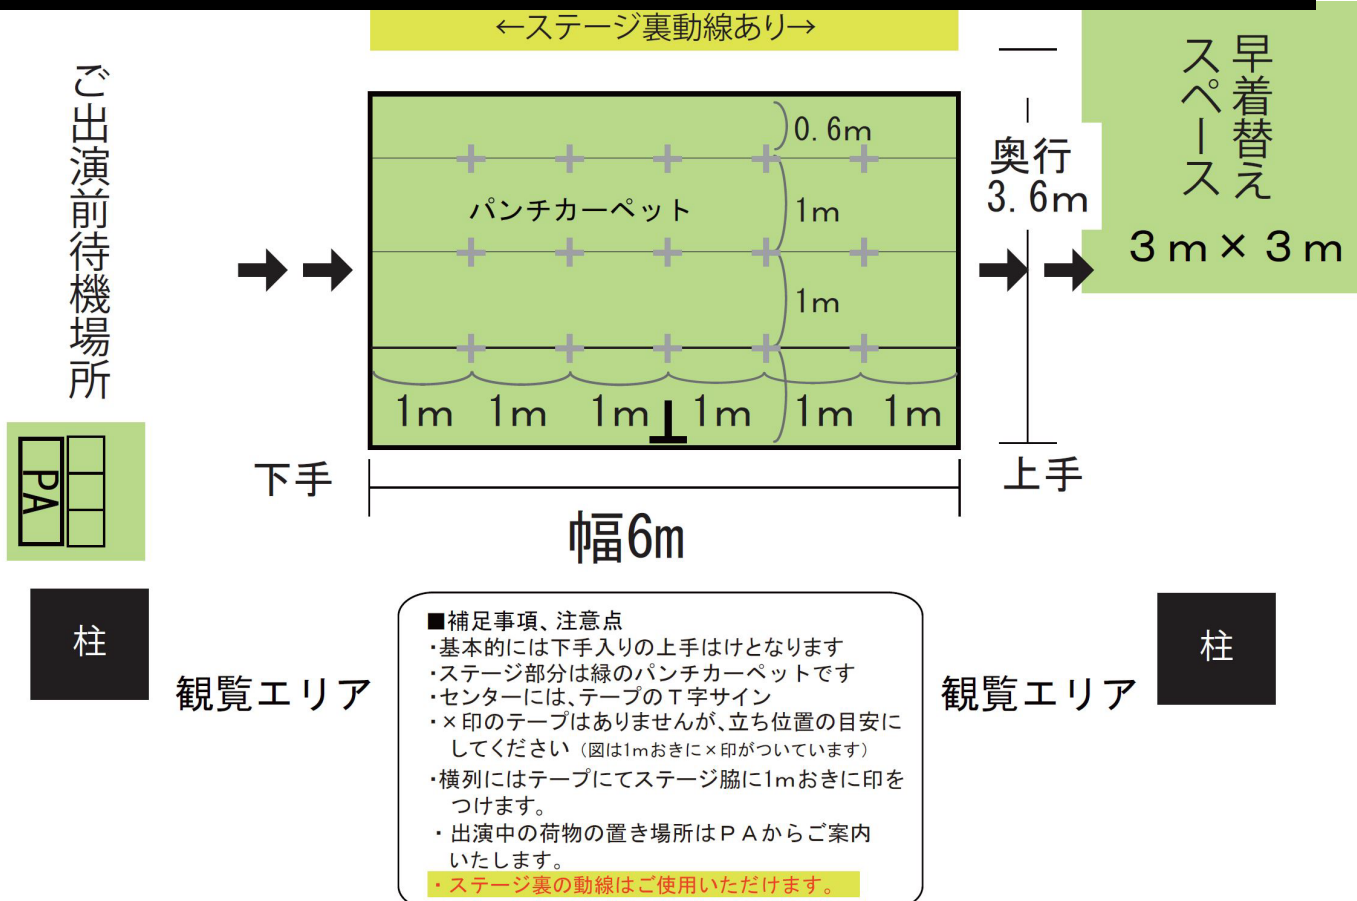 ←ステージ裏動線あり→
早着替え
スペース
3m×3m
ご出演前待機場所
0.6m
奥行
3.6m
パンチカーペット
1m
1m
1m 1m 1m 1m 1m 1m
下手
上手
幅6m
PA
柱
柱
観覧エリア
観覧エリア
■補足事項、注意点
・基本的には下手入りの上手はけとなります
・ステージ部分は緑のパンチカーペットです
・センターには、テープのT字サイン
・×印のテープはありませんが、立ち位置の目安に
してください（図は1mおきに×印がついています）
・横列にはテープにてステージ脇に1mおきに印を
つけます。
・出演中の荷物の置き場所はPAからご案内
いたします。
・ステージ裏の動線はご使用いただけます。